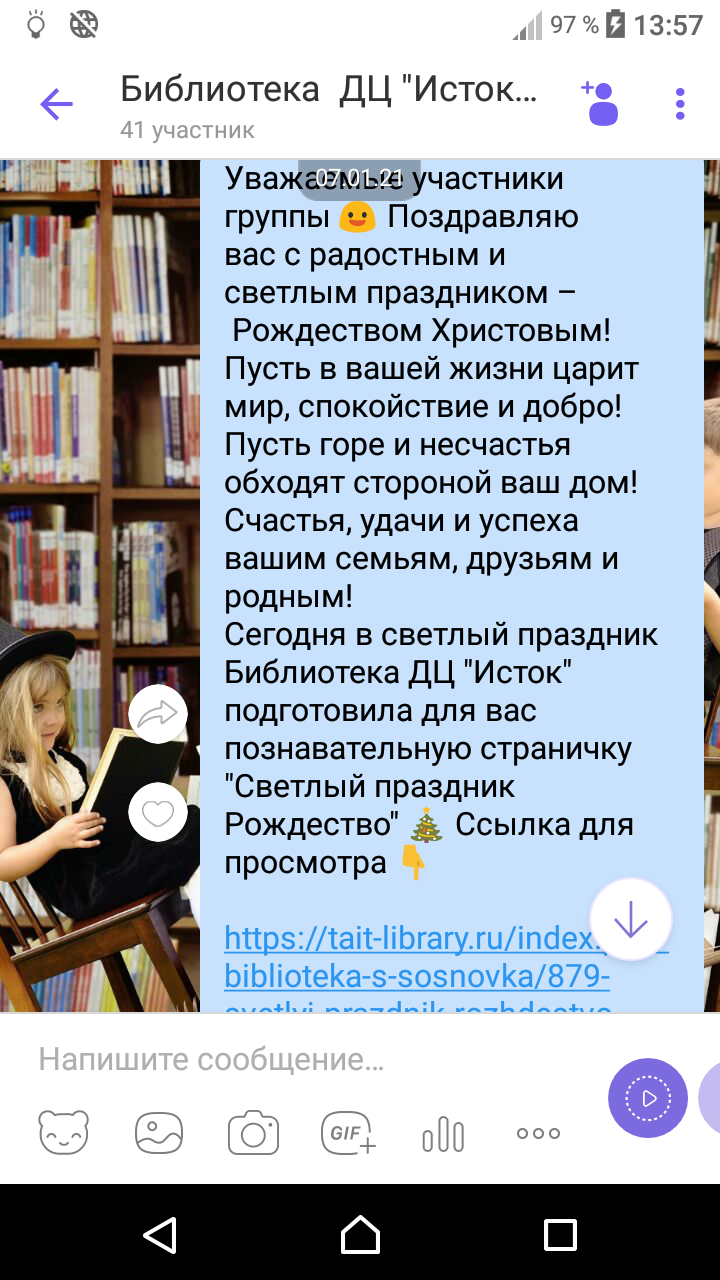 97 % 13:57
Библиотека ДЦ "Исток...
41 участник
07.01.21
Уважаемые участники
группы Поздравляю
вас с радостным и
светлым праздником –
Рождеством Христовым!
Пусть в вашей жизни царит
мир, спокойствие и добро!
Пусть горе и несчастья
обходят стороной ваш дом!
Счастья, удачи и успеха
вашим семьям, друзьям и
родным!
Сегодня в светлый праздник
Библиотека ДЦ "Исток"
подготовила для вас
познавательную страничку
"Светлый праздник
Рождество" 🎄 Ссылка для
просмотра 👇
https://tait-library.ru/index.
biblioteka-s-sosnovka/879-
svetlyj-prazdnik-rozhdestvo
Напишите сообщение...
GIF